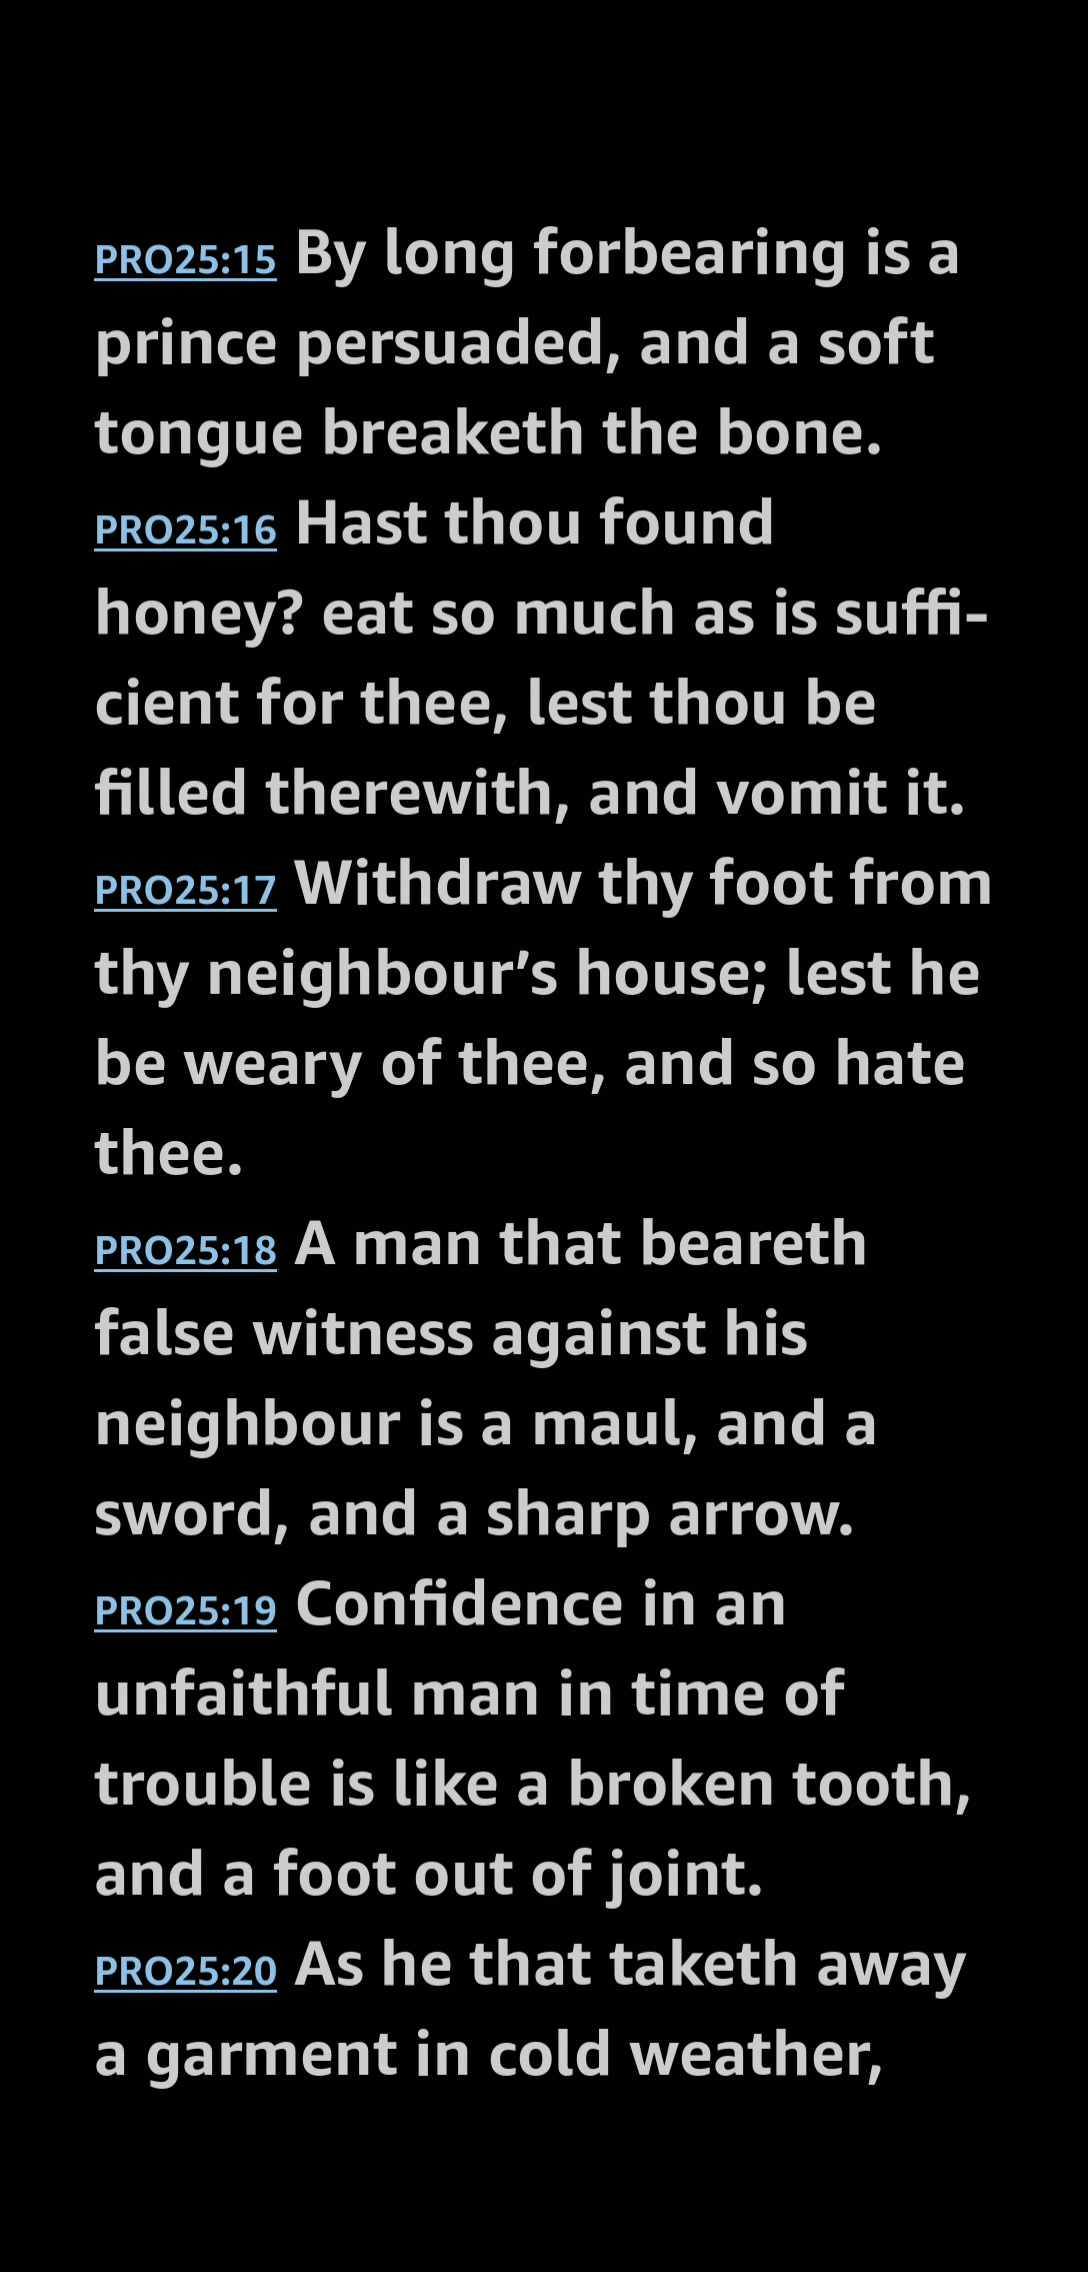 PRO25:15 By long forbearing is a
prince persuaded, and a soft
tongue breaketh the bone.
PRO25:16 Hast thou found
honey? eat so much as is suffi-
cient for thee, lest thou be
filled therewith, and vomit it.
PRO25:17 Withdraw thy foot from
thy neighbour’s house; lest he
be weary of thee, and so hate
thee.
PRO25:18 A man that beareth
false witness against his
neighbour is a maul, and a
sword, and a sharp arrow.
PRO25:19 Confidence in an
unfaithful man in time of
trouble is like a broken tooth,
and a foot out of joint.
PRO25:20 As he that taketh away
a garment in cold weather,